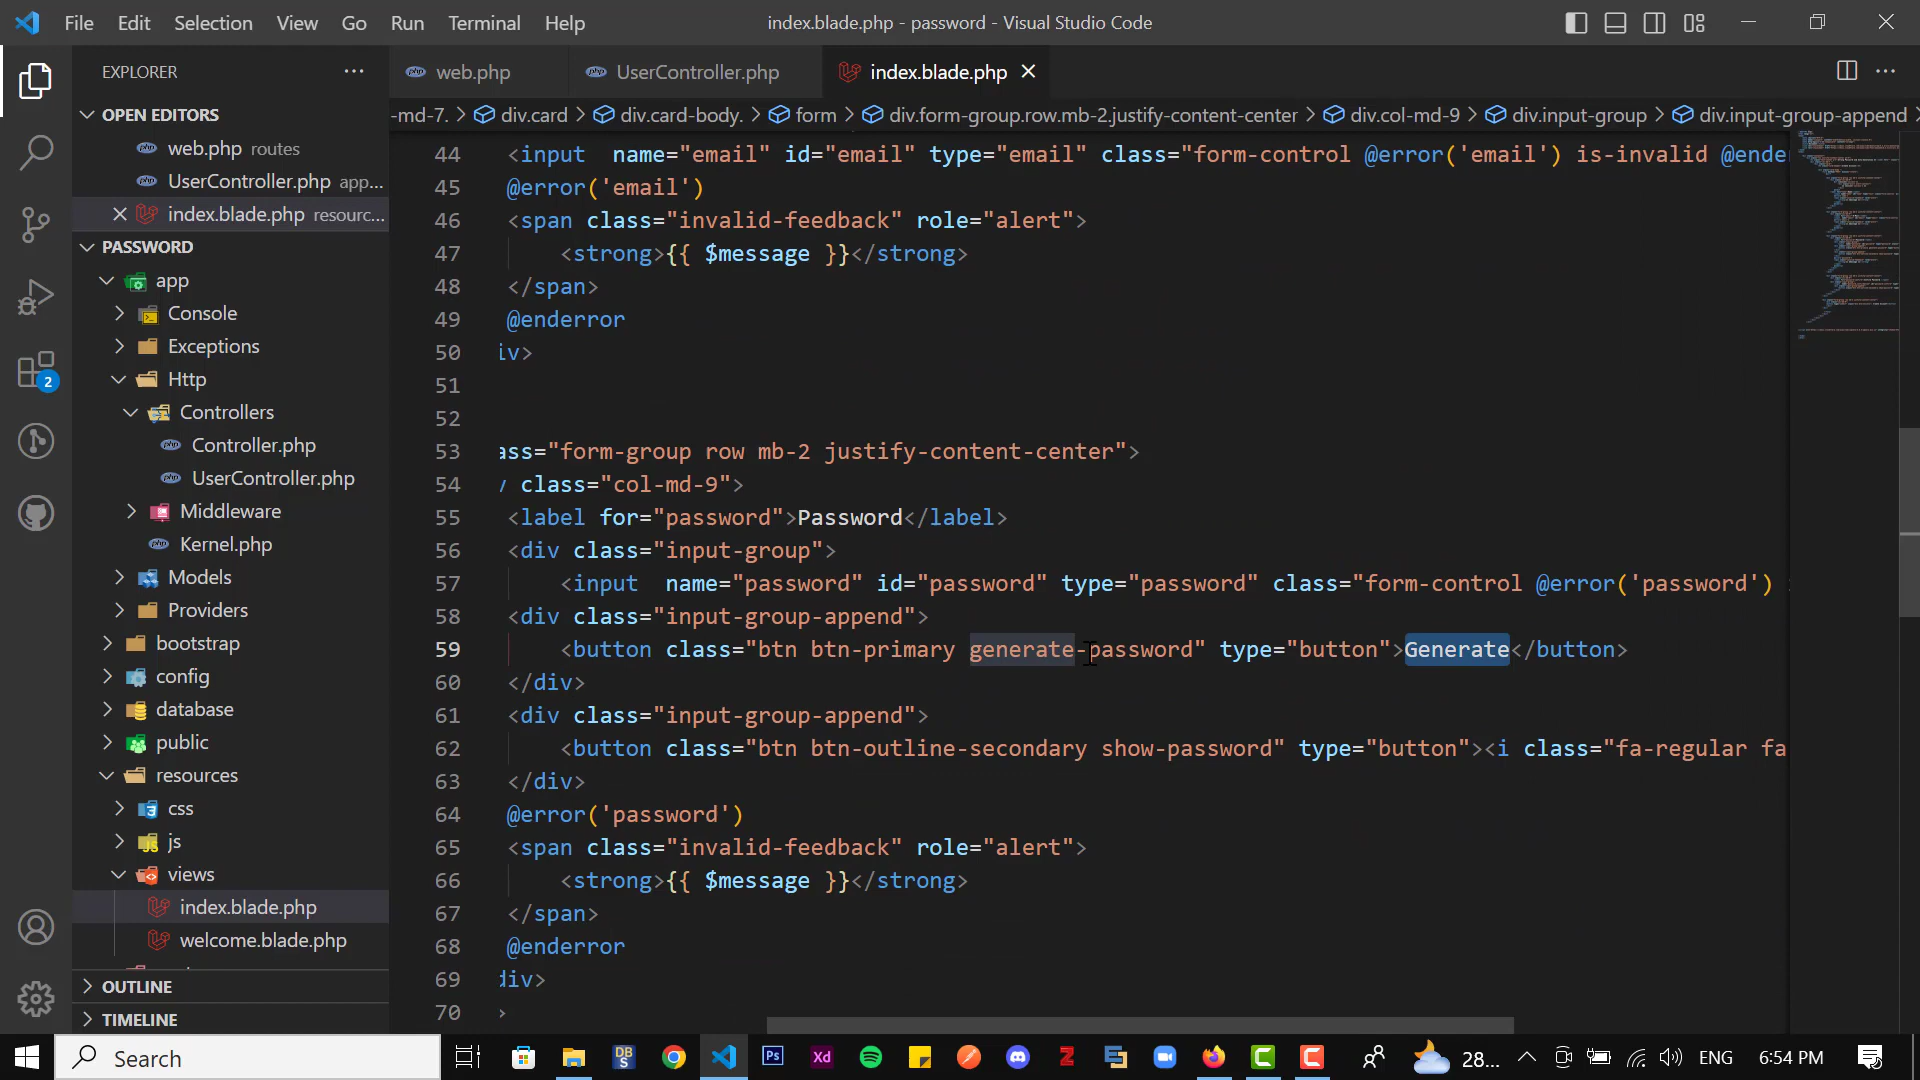 File Edit Selection View Go Run Terminal Help
index.blade.php - password - Visual Studio Code
EXPLORER
OPEN EDITORS
web.php routes
UserController.php app...
index.blade.php resourc...
PASSWORD
app
Console
Exceptions
Http
Controllers
Controller.php
UserController.php
Middleware
Kernel.php
Models
Providers
bootstrap
config
database
public
resources
css
js
views
index.blade.php
welcome.blade.php
OUTLINE
TIMELINE
2
web.php UserController.php index.blade.php
-md-7. > div.card > div.card-body. > form > div.form-group.row.mb-2.justify-content-center > div.col-md-9 > div.input-group > div.input-group-append >
44 <input  name="email" id="email" type="email" class="form-control @error('email') is-invalid @ende
45 @error('email')
46 <span class="invalid-feedback" role="alert">
47 <strong>{{ $message }}</strong>
48 </span>
49 @enderror
50 iv>
51
52
53 ass="form-group row mb-2 justify-content-center">
54 class="col-md-9">
55 <label for="password">Password</label>
56 <div class="input-group">
57 <input  name="password" id="password" type="password" class="form-control @error('password')
58 <div class="input-group-append">
59 <button class="btn btn-primary generate-password" type="button">Generate</button>
60 </div>
61 <div class="input-group-append">
62 <button class="btn btn-outline-secondary show-password" type="button"><i class="fa-regular fa
63 </div>
64 @error('password')
65 <span class="invalid-feedback" role="alert">
66 <strong>{{ $message }}</strong>
67 </span>
68 @enderror
69 div>
70 >
Search
DBS
Ps
Xd
Z
28...
ENG
6:54 PM